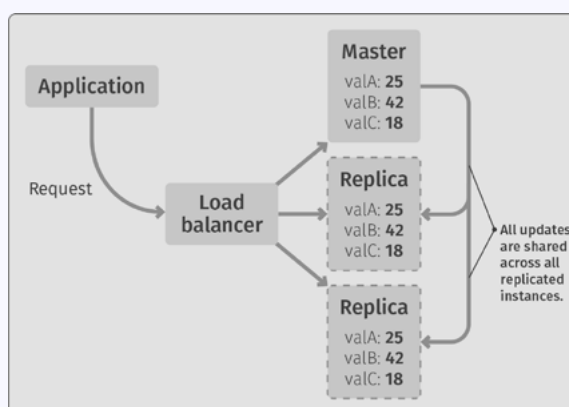 Application
Request
Load
balancer
Master
valA: 25
valB: 42
valC: 18
Replica
valA: 25
valB: 42
valC: 18
Replica
valA: 25
valB: 42
valC: 18
All updates
are shared
across all
replicated
instances.